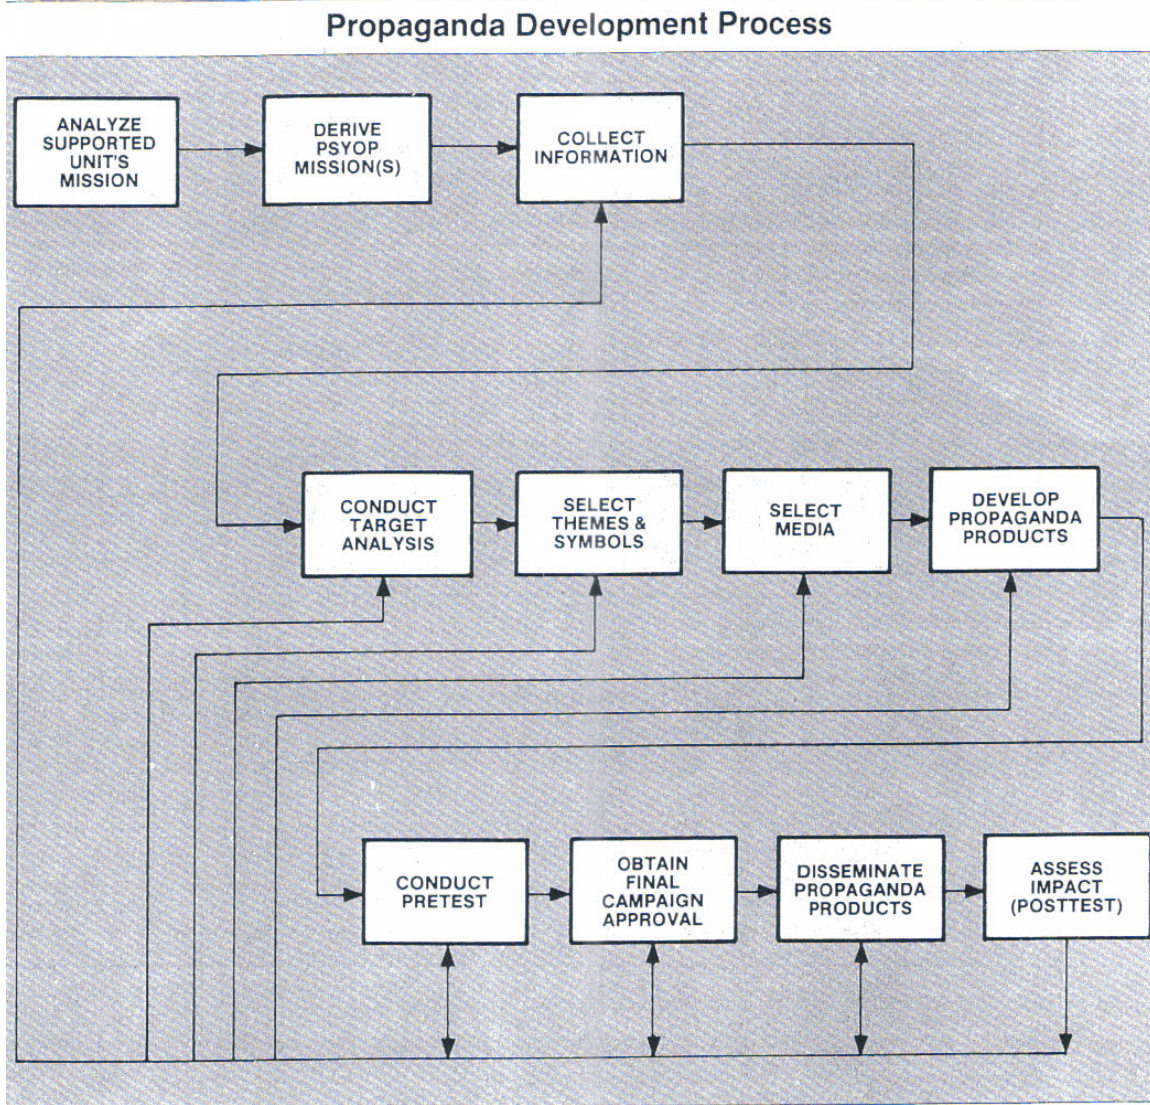 Propaganda Development Process
ANALYZE
SUPPORTED
UNIT'S
MISSION
DERIVE
PSYOP
MISSION(S)
COLLECT
INFORMATION
CONDUCT
TARGET
ANALYSIS
SELECT
THEMES &
SYMBOLS
SELECT
MEDIA
DEVELOP
PROPAGANDA
PRODUCTS
CONDUCT
PRETEST
OBTAIN
FINAL
CAMPAIGN
APPROVAL
DISSEMINATE
PROPAGANDA
PRODUCTS
ASSESS
IMPACT
(POSTTEST)